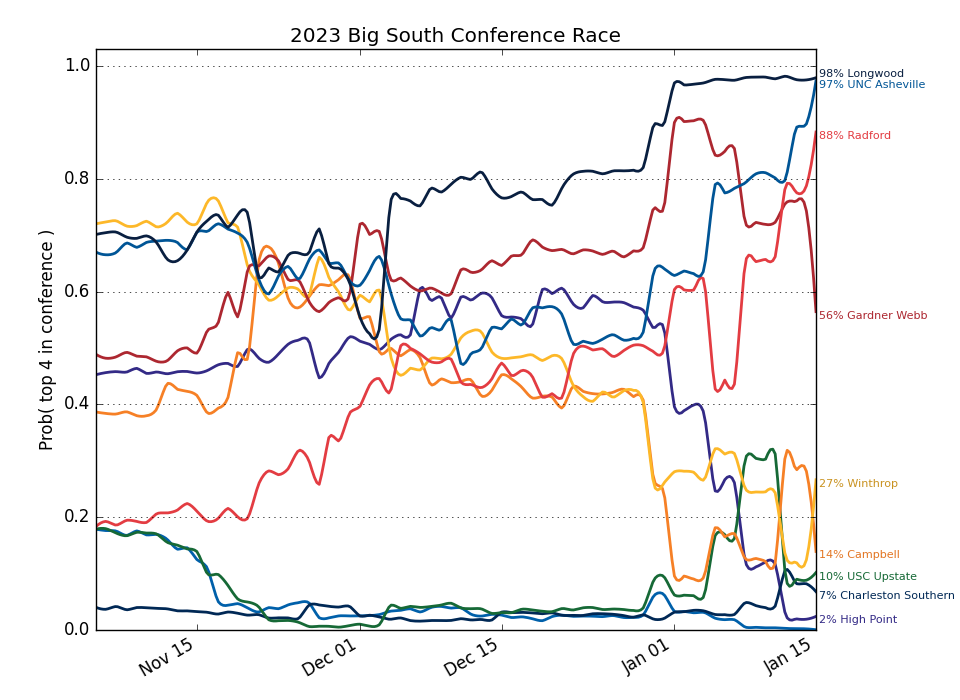 2023 Big South Conference Race
Prob( top 4 in conference )
1.0
0.8
0.6
0.4
0.2
0.0
Nov 15
Dec 01
Dec 15
Jan 01
Jan 15
98% Longwood
97% UNC Asheville
88% Radford
56% Gardner Webb
27% Winthrop
14% Campbell
10% USC Upstate
7% Charleston Southern
2% High Point